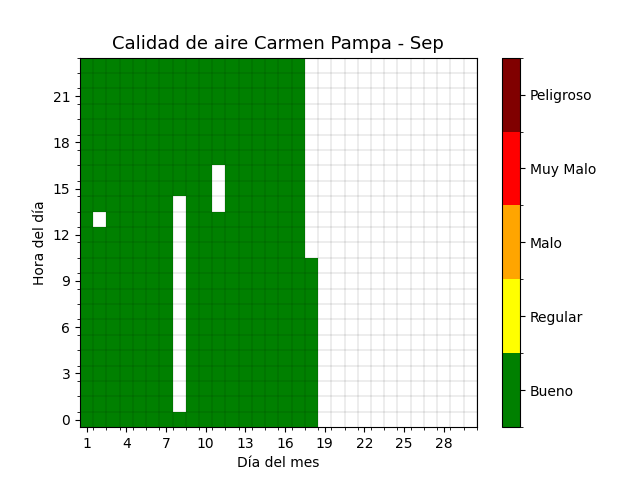 Calidad de aire Carmen Pampa - Sep
Hora del día
21
18
15
12
9
6
3
0
1 4 7 10 13 16 19 22 25 28
Día del mes
Peligroso
Muy Malo
Malo
Regular
Bueno